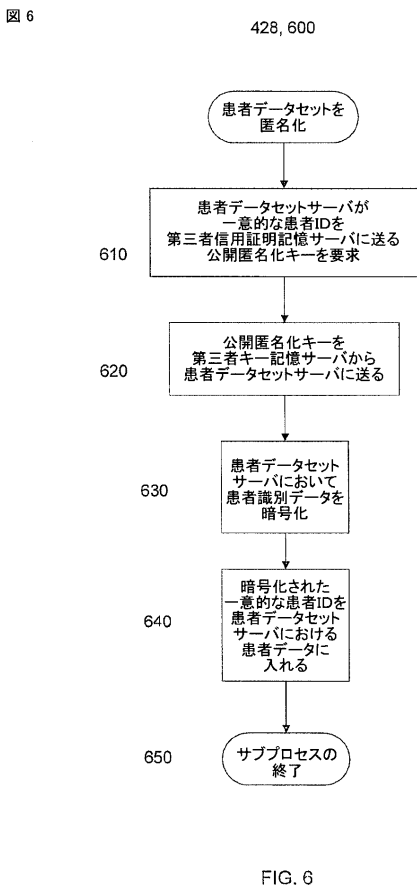 図 6
428, 600
患者データセットを
匿名化
患者データセットサーバが
一意的な患者IDを
第三者信用証明記憶サーバに送る
公開匿名化キーを要求
610
公開匿名化キーを
第三者キー記憶サーバから
患者データセットサーバに送る
620
患者データセット
サーバにおいて
患者識別データを
暗号化
630
暗号化された
一意的な患者IDを
患者データセット
サーバにおける
患者データに
入れる
640
サブプロセスの
終了
650
FIG. 6